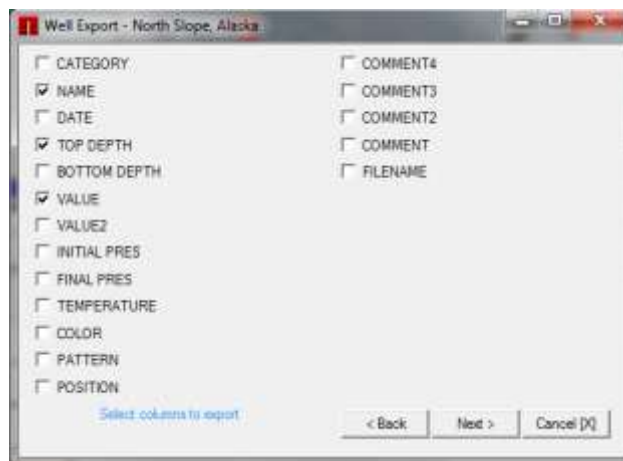 Well Export - North Slope, Alaska
CATEGORY
NAME
DATE
TOP DEPTH
BOTTOM DEPTH
VALUE
VALUE2
INITIAL PRES
FINAL PRES
TEMPERATURE
COLOR
PATTERN
POSITION
COMMENT4
COMMENT3
COMMENT2
COMMENT
FILENAME
Select columns to export
< Back
Next >
Cancel [X]